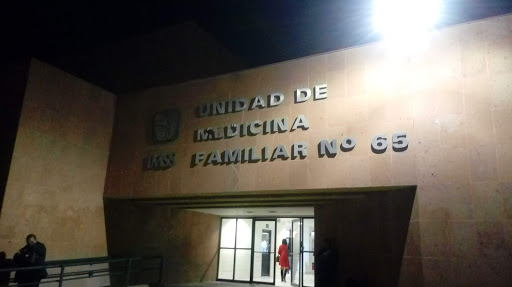 UNIDAD DE
MEDICINA
IMSS FAMILIAR Nº 65